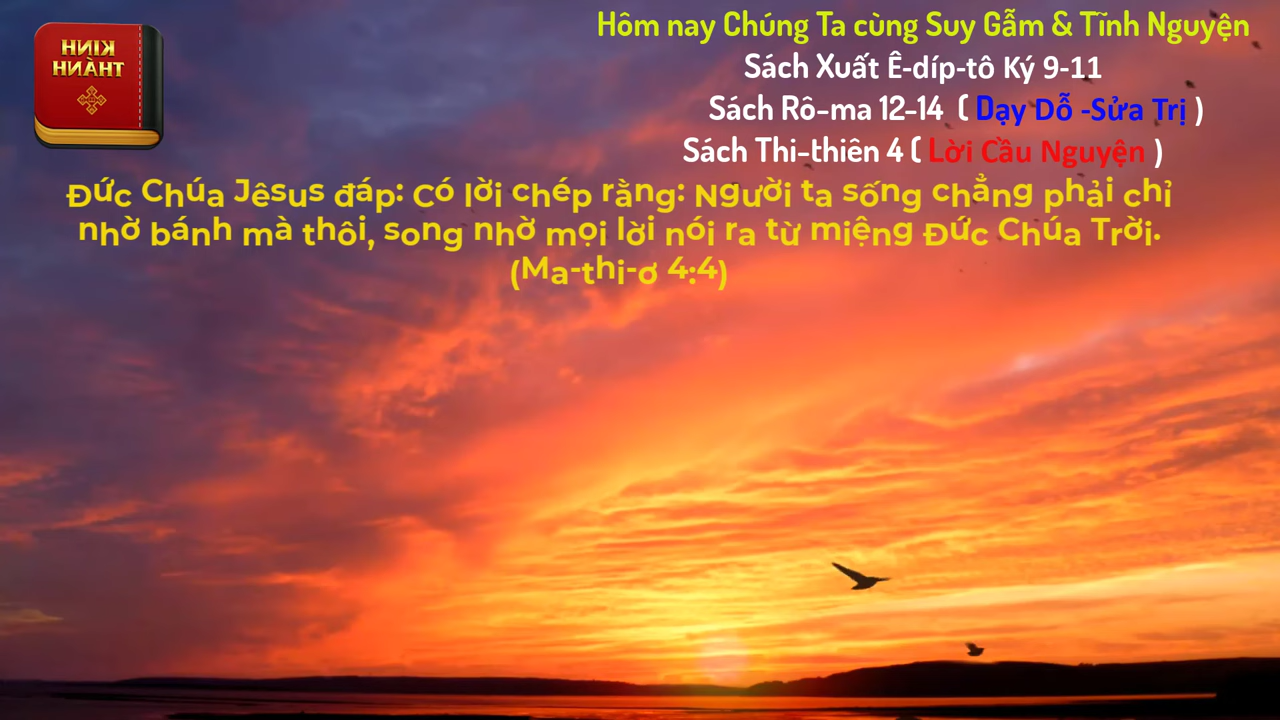 KINH
THÁNH
Hôm nay Chúng Ta cùng Suy Gẫm & Tĩnh Nguyện
Sách Xuất Ê-díp-tô Ký 9-11
Sách Rô-ma 12-14 ( Dạy Dỗ -Sửa Trị )
Sách Thi-thiên 4 ( Lời Cầu Nguyện )
Đức Chúa Jêsus đáp: Có lời chép rằng: Người ta sống chẳng phải chỉ
nhờ bánh mà thôi, song nhờ mọi lời nói ra từ miệng Đức Chúa Trời.
(Ma-thi-ơ 4:4)